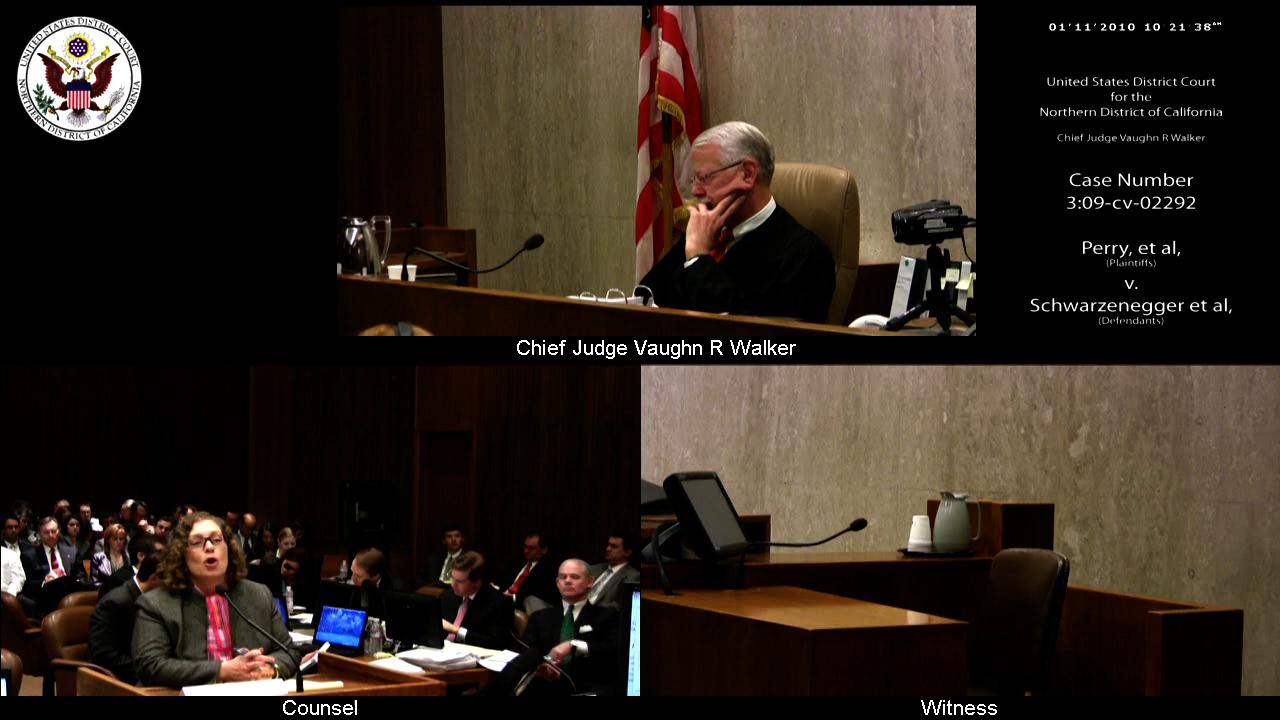 UNITED STATES DISTRICT COURT
NORTHERN DISTRICT OF CALIFORNIA
01'11'2010 10 21 38AM
United States District Court
for the
Northern District of California
Chief Judge Vaughn R Walker
Case Number
3:09-cv-02292
Perry, et al,
(Plaintiffs)
v.
Schwarzenegger et al,
(Defendants)
Chief Judge Vaughn R Walker
Counsel
Witness